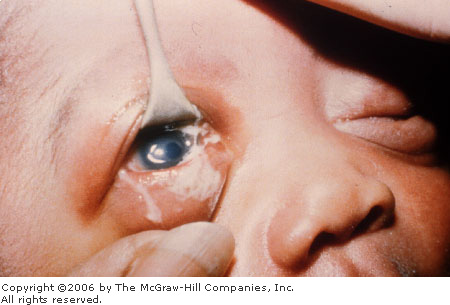 Copyright ©2006 by The McGraw-Hill Companies, Inc.
All rights reserved.